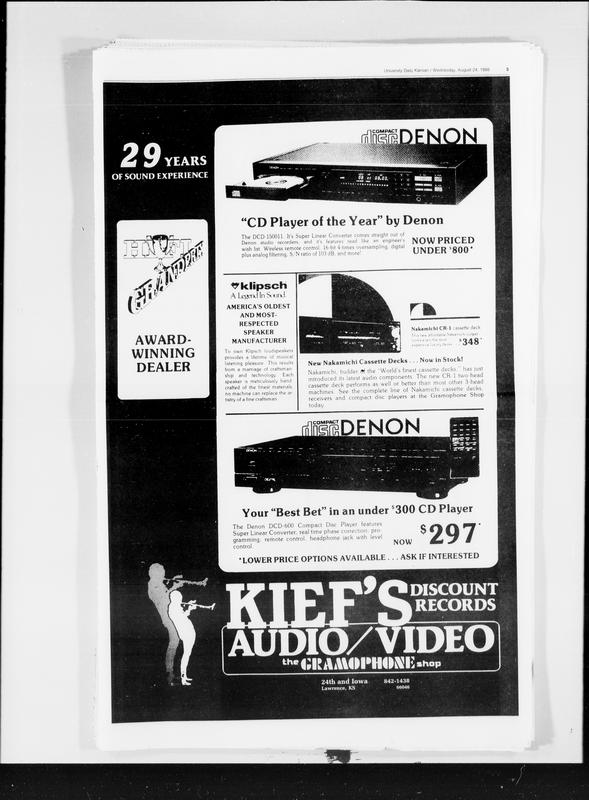 University Daily Kansan / Wednesday, August 24, 1988 3
29 YEARS
OF SOUND EXPERIENCE
HI-FI
GRAND PRIX
AWARD-
WINNING
DEALER
COMPACT
disc DENON
"CD Player of the Year" by Denon
The DCD-1500II. It's Super Linear Converter comes straight out of
Denon audio recorders, and it's features read like an engineer's
wish list. Wireless remote control, 16-bit 4 times oversampling, digital
plus analog filtering, S/N ratio of 103 dB, and more!
NOW PRICED
UNDER $800*
klipsch
A Legend In Sound.
AMERICA'S OLDEST
AND MOST-
RESPECTED
SPEAKER
MANUFACTURER
To own Klipsch loudspeakers
provides a lifetime of musical
listening pleasure. This results
from a marriage of craftsman-
ship and technology. Each
speaker is meticulously hand
crafted of the finest materials,
no machine can replace the ar-
tistry of a fine craftsman.
Nakamichi CR-1 cassette deck
$348*
New Nakamichi Cassette Decks . . . Now in Stock!
Nakamichi, builder of the "World's finest cassette decks," has just
introduced its latest audio components. The new CR-1 two-head
cassette deck performs as well or better than most other 3-head
machines. See the complete line of Nakamichi cassette decks,
receivers and compact disc players at the Gramophone Shop
today.
COMPACT
disc DENON
Your "Best Bet" in an under $300 CD Player
The Denon DCD-600 Compact Disc Player features
Super Linear Converter, real time phase correction, pro-
gramming, remote control, headphone jack with level
control.
NOW $297*
*LOWER PRICE OPTIONS AVAILABLE . . . ASK IF INTERESTED
KIEF'S DISCOUNT
RECORDS
AUDIO/VIDEO
the GRAMOPHONE shop
24th and Iowa 842-1438
Lawrence, KS 66046